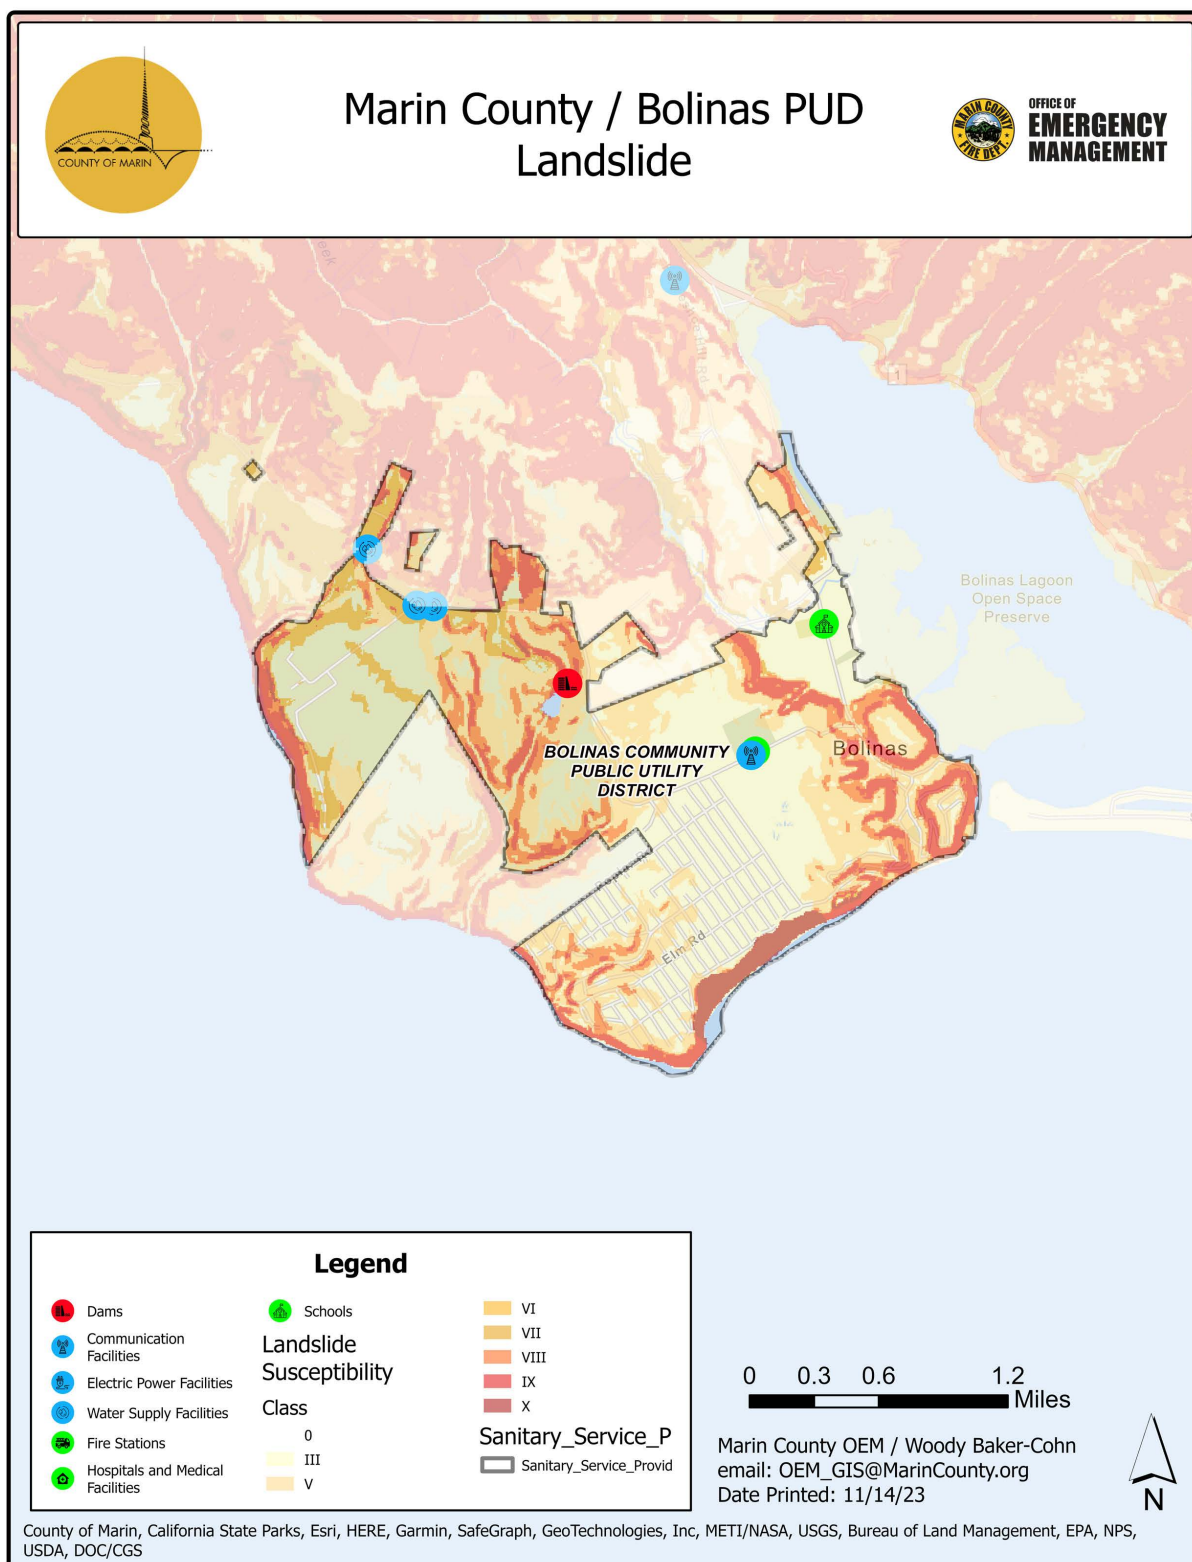 Marin County / Bolinas PUD
Landslide
COUNTY OF MARIN
MARIN COUNTY
FIRE DEPT.
OFFICE OF
EMERGENCY
MANAGEMENT
1
Bolinas Lagoon
Open Space
Preserve
BOLINAS COMMUNITY
PUBLIC UTILITY
DISTRICT
Bolinas
Elm Rd
Legend
Dams
Communication
Facilities
Electric Power Facilities
Water Supply Facilities
Fire Stations
Hospitals and Medical
Facilities
Schools
Landslide
Susceptibility
Class
0
III
V
VI
VII
VIII
IX
X
Sanitary_Service_P
Sanitary_Service_Provid
0 0.3 0.6 1.2
Miles
Marin County OEM / Woody Baker-Cohn
email: OEM_GIS@MarinCounty.org
Date Printed: 11/14/23
N
County of Marin, California State Parks, Esri, HERE, Garmin, SafeGraph, GeoTechnologies, Inc, METI/NASA, USGS, Bureau of Land Management, EPA, NPS,
USDA, DOC/CGS